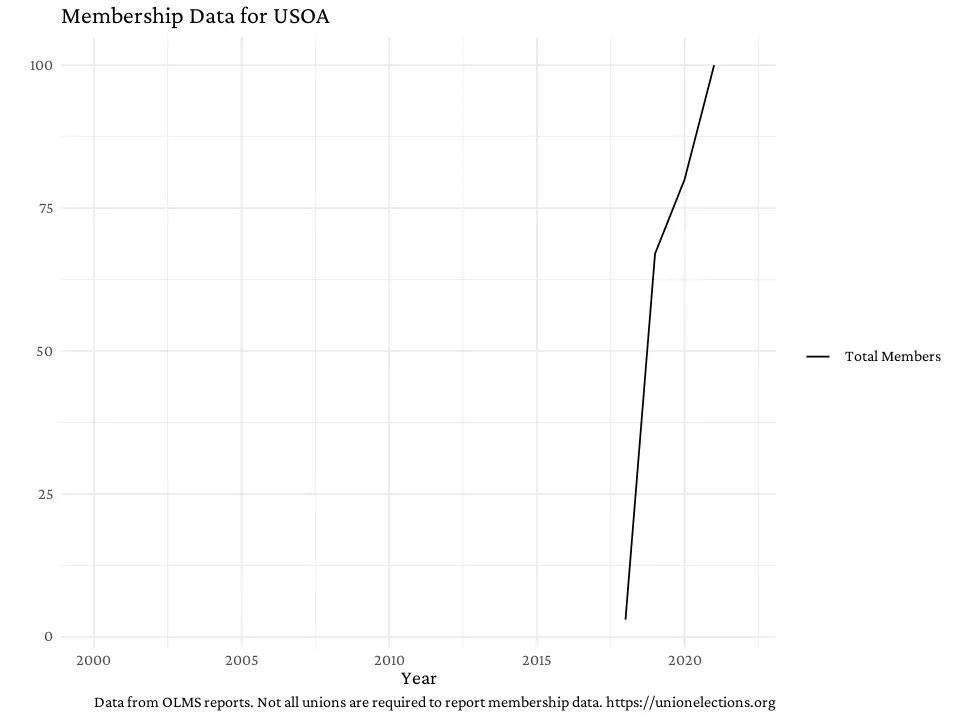 Membership Data for USOA
100
75
50
25
0
2000 2005 2010 2015 2020
Year
Total Members
Data from OLMS reports. Not all unions are required to report membership data. https://unionelections.org